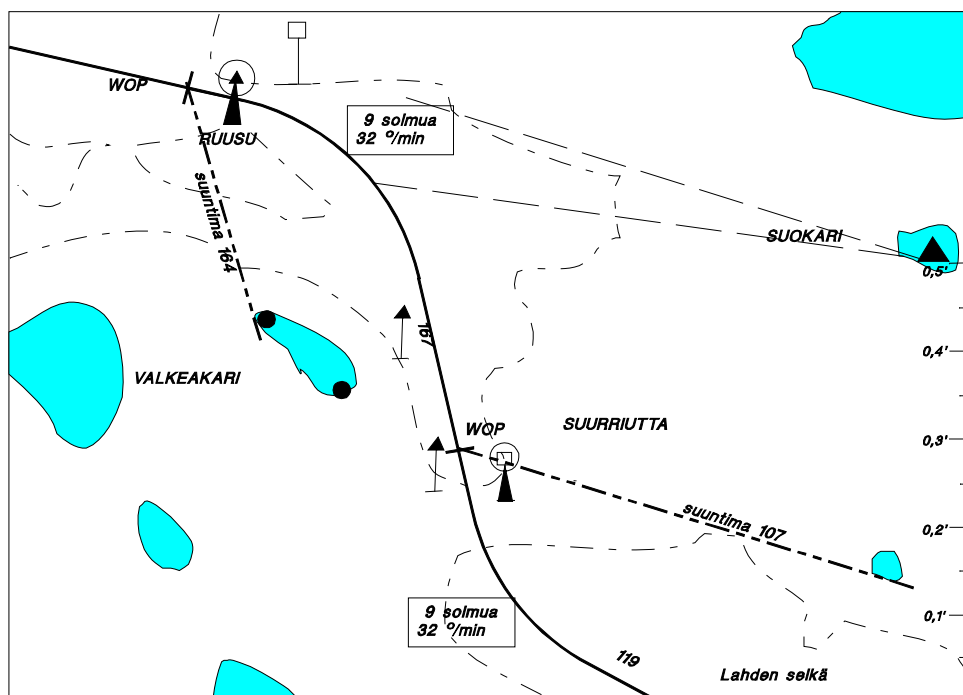 WOP
9 solmua
32 °/min
RUUSU
suuntima 164
SUOKARI
0,5'
167
0,4'
VALKEAKARI
SUURRIUTTA
WOP
0,3'
suuntima 107
0,2'
9 solmua
32 °/min
0,1'
119
Lahden selkä